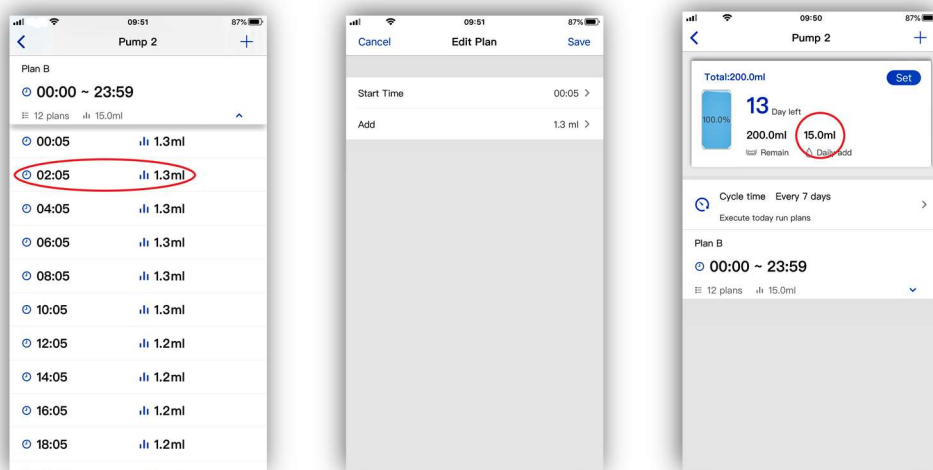 09:51
87%
Pump 2
Plan B
00:00 ~ 23:59
12 plans 15.0ml
00:05 1.3ml
02:05 1.3ml
04:05 1.3ml
06:05 1.3ml
08:05 1.3ml
10:05 1.3ml
12:05 1.2ml
14:05 1.2ml
16:05 1.2ml
18:05 1.2ml
09:51
87%
Cancel Edit Plan Save
Start Time 00:05
Add 1.3 ml
09:50
87%
Pump 2
Total:200.0ml Set
100.0%
13 Day left
200.0ml 15.0ml
Remain Daily add
Cycle time Every 7 days
Execute today run plans
Plan B
00:00 ~ 23:59
12 plans 15.0ml